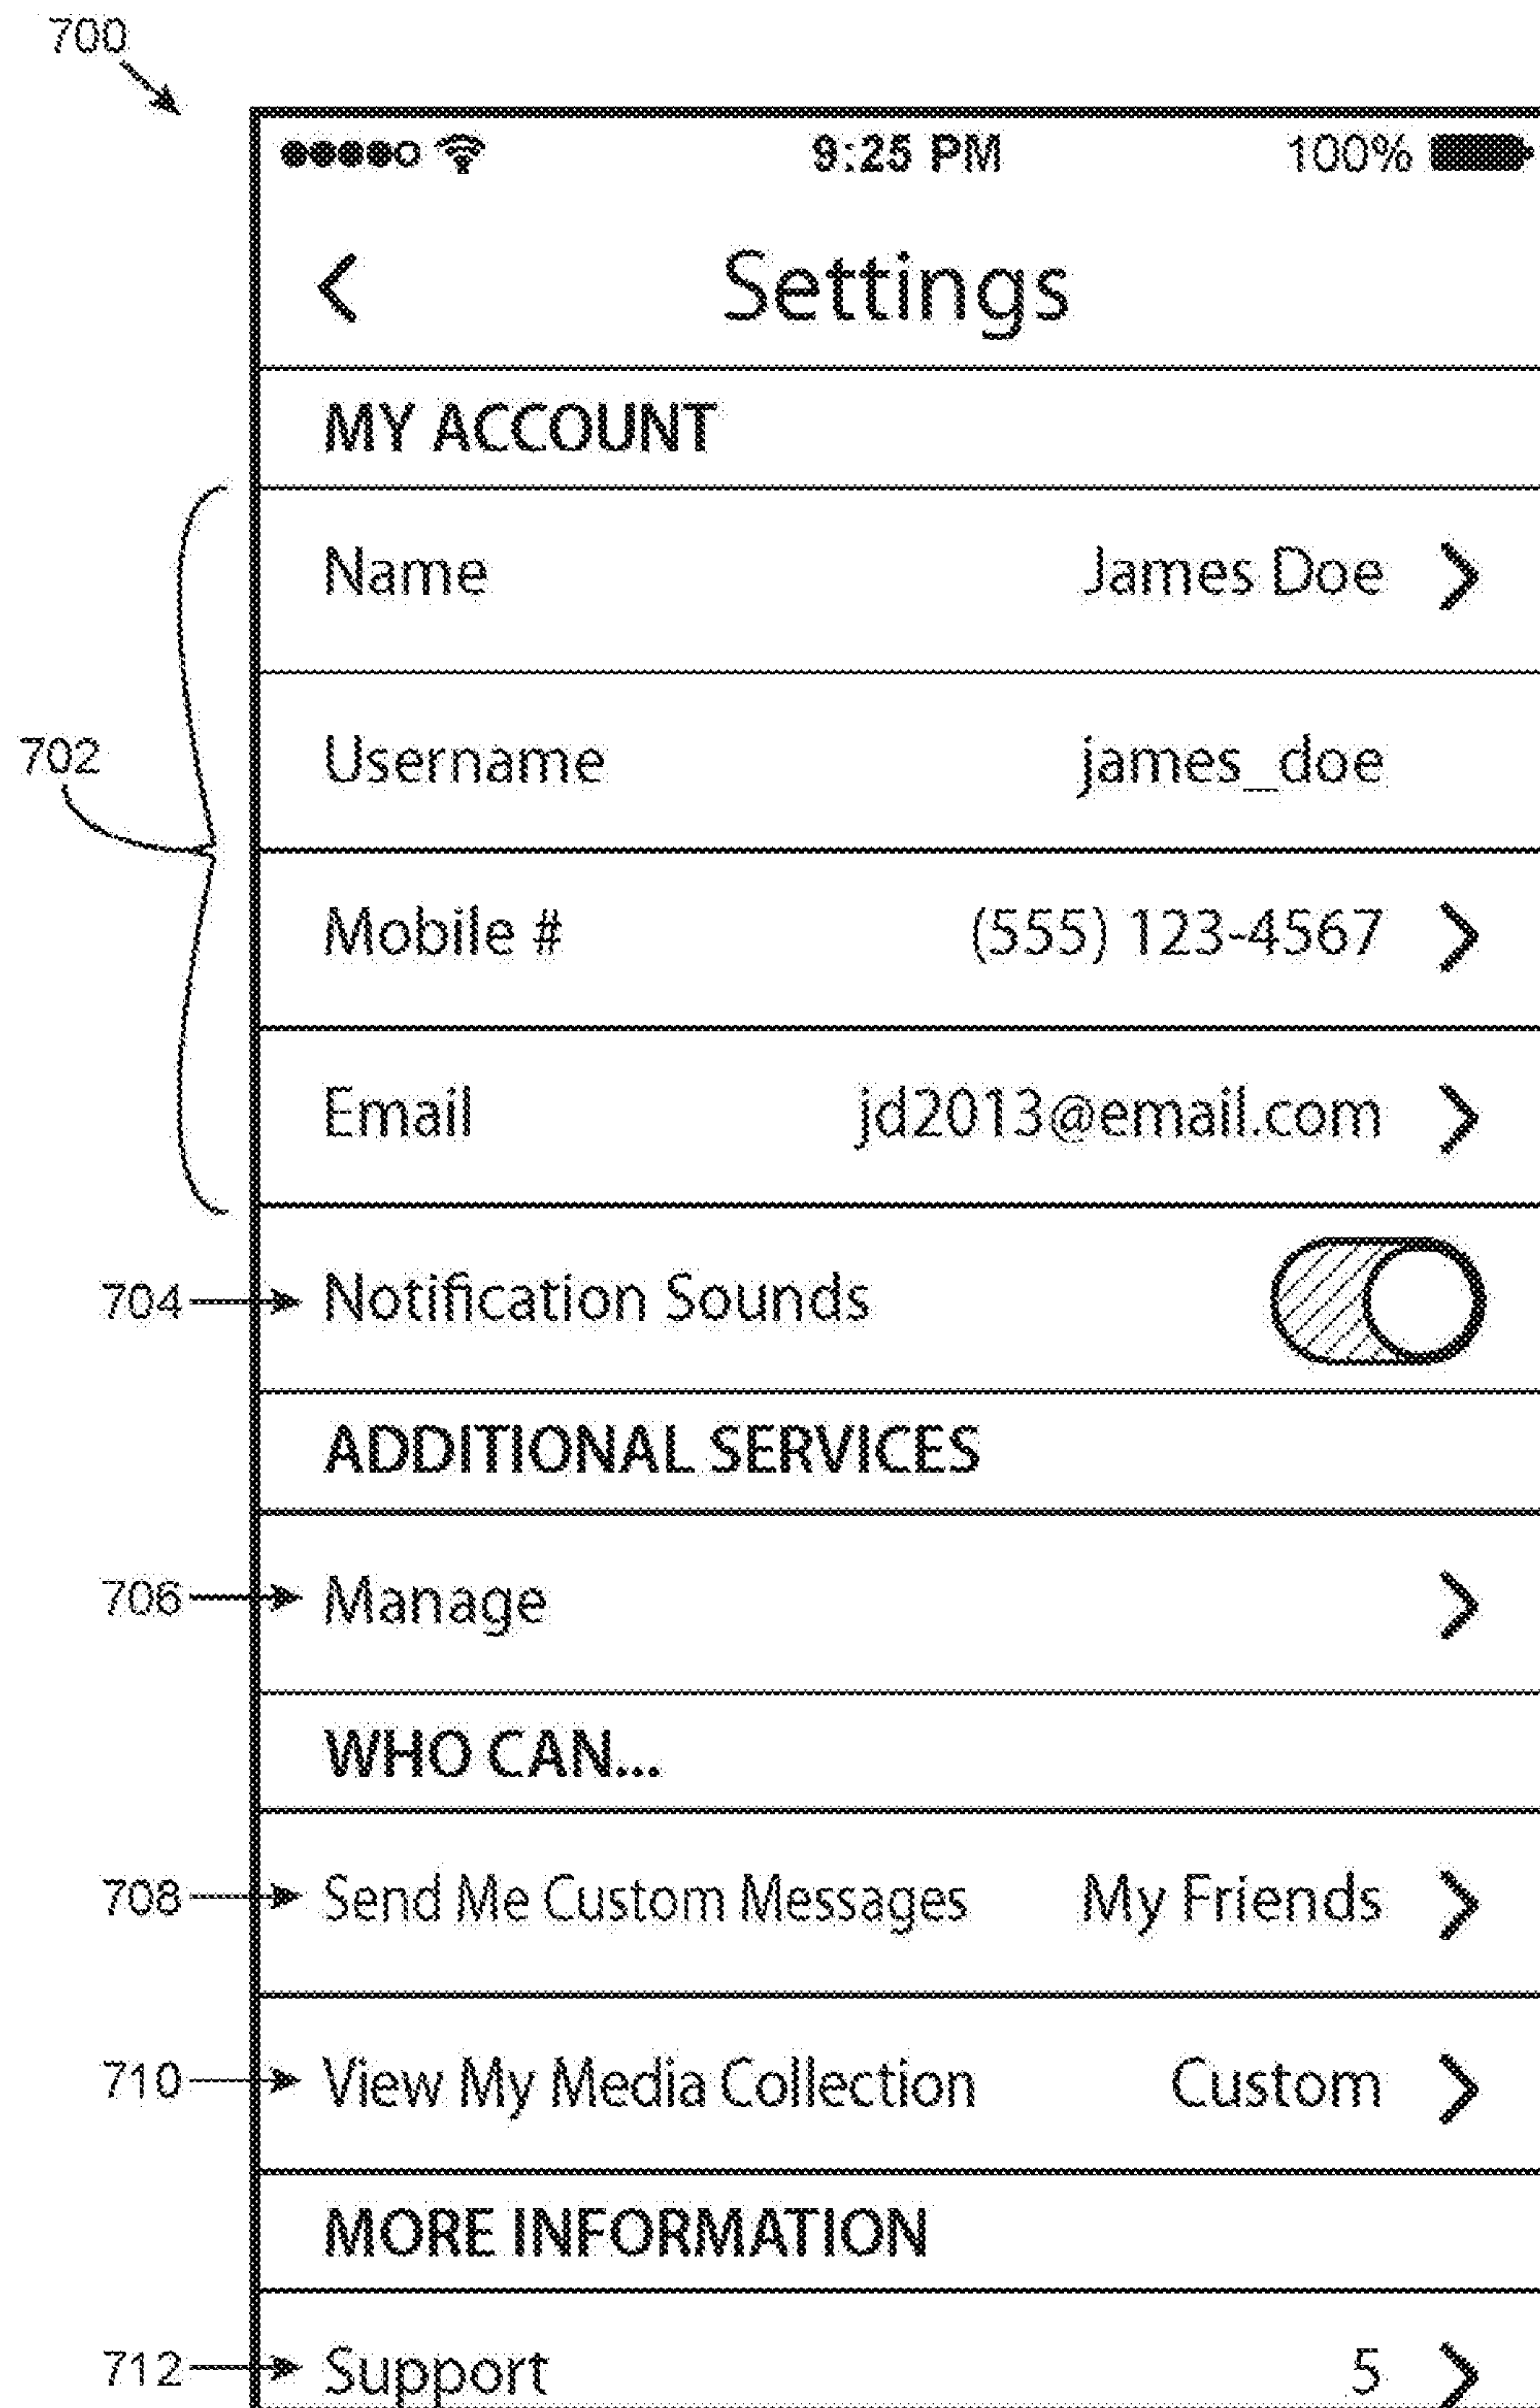 700
9:25 PM 100%
Settings
MY ACCOUNT
Name James Doe
702 Username james_doe
Mobile # (555) 123-4567
Email jd2013@email.com
704 Notification Sounds
ADDITIONAL SERVICES
706 Manage
WHO CAN...
708 Send Me Custom Messages My Friends
710 View My Media Collection Custom
MORE INFORMATION
712 Support 5